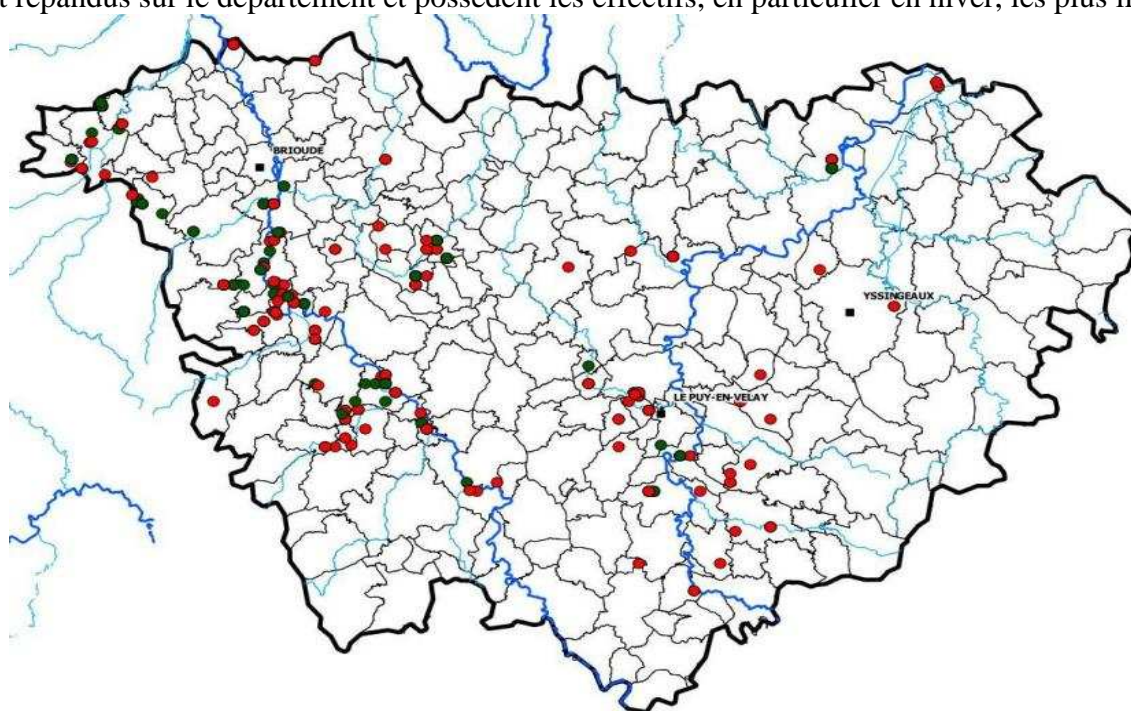 répandus sur le département et possèdent les effectifs, en particulier en hiver, les plus
BRIOUDE
YSSINGEAUX
LE PUY-EN-VELAY